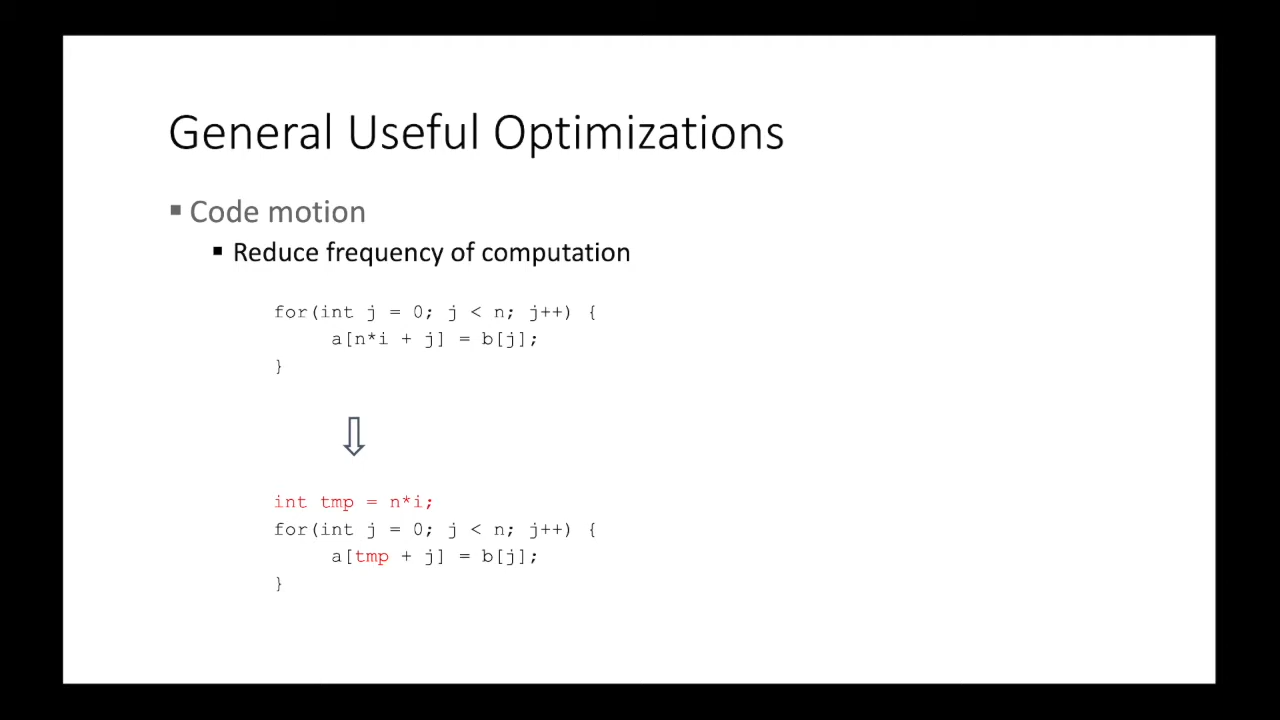 General Useful Optimizations
▪ Code motion
▪ Reduce frequency of computation
for(int j = 0; j < n; j++) {
a[n*i + j] = b[j];
}
int tmp = n*i;
for(int j = 0; j < n; j++) {
a[tmp + j] = b[j];
}